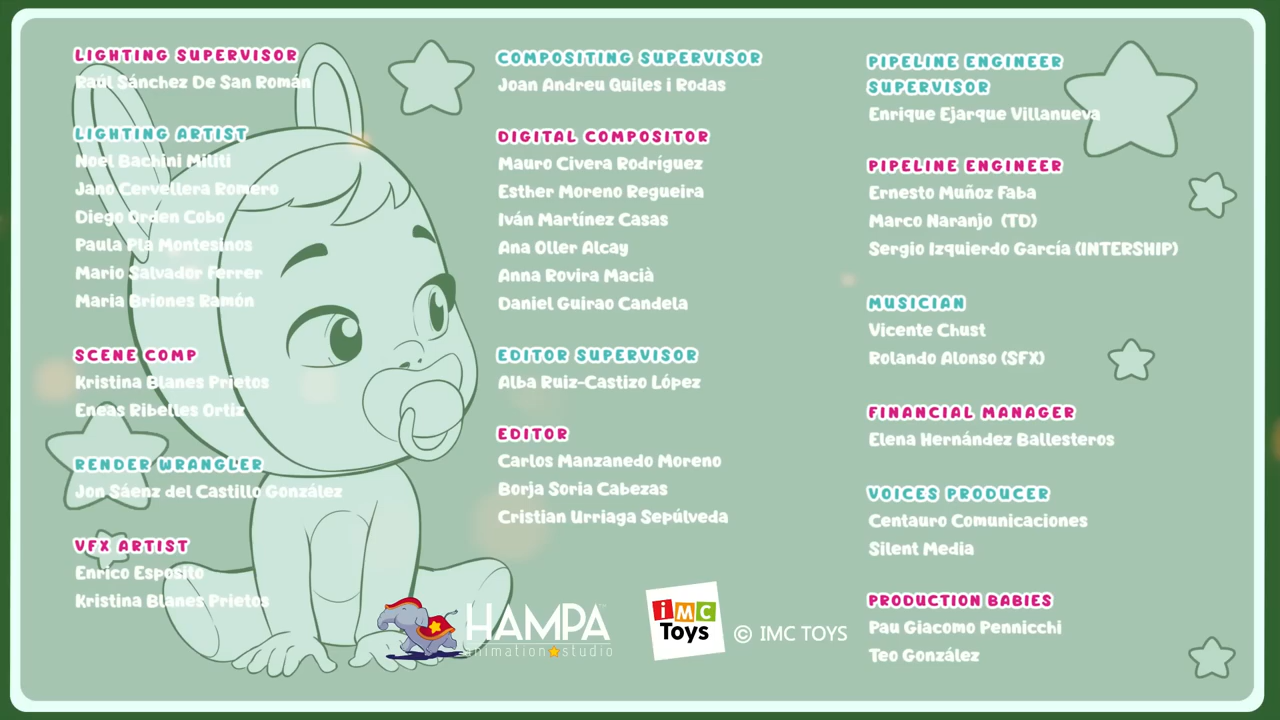 LIGHTING SUPERVISOR
Raúl Sánchez De San Román
LIGHTING ARTIST
Noel Bachini Militi
Jano Cervellera Romero
Diego Orden Cobo
Paula Pla Montesinos
Mario Salvador Ferrer
Maria Briones Ramón
SCENE COMP
Kristina Blanes Prietos
Eneas Ribelles Ortiz
RENDER WRANGLER
Jon Sáenz del Castillo González
VFX ARTIST
Enrico Esposito
Kristina Blanes Prietos
COMPOSITING SUPERVISOR
Joan Andreu Quiles i Rodas
DIGITAL COMPOSITOR
Mauro Civera Rodríguez
Esther Moreno Regueira
Iván Martínez Casas
Ana Oller Alcay
Anna Rovira Macià
Daniel Guirao Candela
EDITOR SUPERVISOR
Alba Ruiz-Castizo López
EDITOR
Carlos Manzanedo Moreno
Borja Soria Cabezas
Cristian Urriaga Sepúlveda
PIPELINE ENGINEER
SUPERVISOR
Enrique Ejarque Villanueva
PIPELINE ENGINEER
Ernesto Muñoz Faba
Marco Naranjo (TD)
Sergio Izquierdo García (INTERSHIP)
MUSICIAN
Vicente Chust
Rolando Alonso (SFX)
FINANCIAL MANAGER
Elena Hernández Ballesteros
VOICES PRODUCER
Centauro Comunicaciones
Silent Media
PRODUCTION BABIES
Pau Giacomo Pennicchi
Teo González
HAMPA
animation studio
iMC
Toys
© IMC TOYS